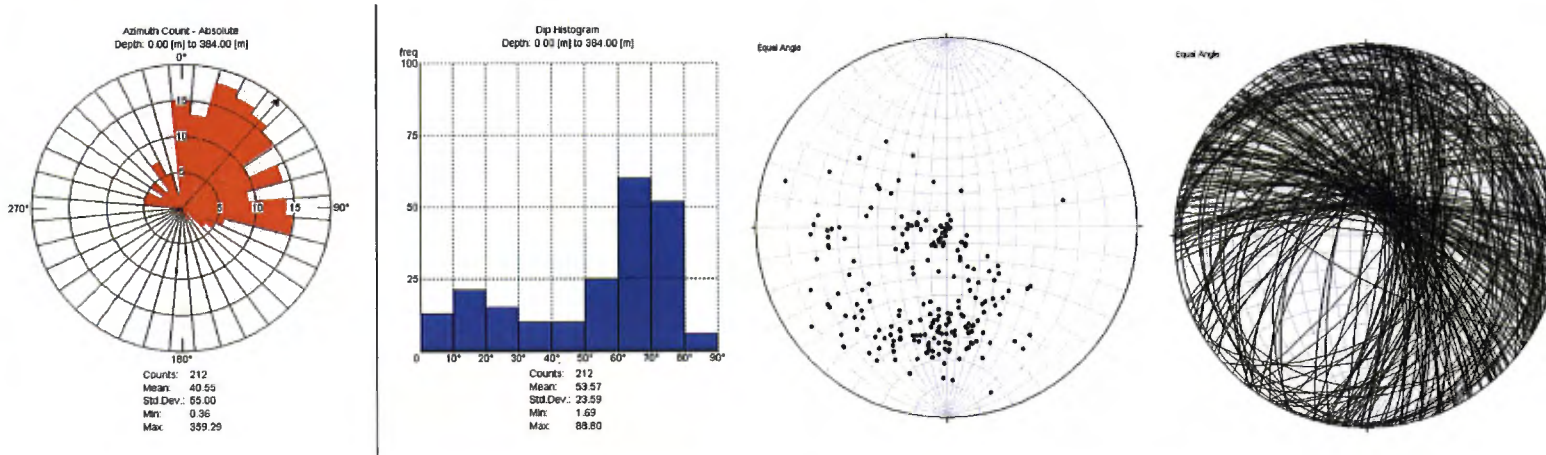 Azimuth Count - Absolute
Depth: 0.00 [m] to 384.00 [m]
0°
15
10
5
270°
5
10
15
90°
180°
Counts: 212
Mean: 40.55
Std.Dev.: 55.00
Min: 0.36
Max: 359.29
Dip Histogram
Depth: 0.00 [m] to 384.00 [m]
freq
100
75
50
25
0 10° 20° 30° 40° 50° 60° 70° 80° 90°
Counts: 212
Mean: 53.57
Std.Dev.: 23.59
Min: 1.69
Max: 88.80
Equal Angle
Equal Angle